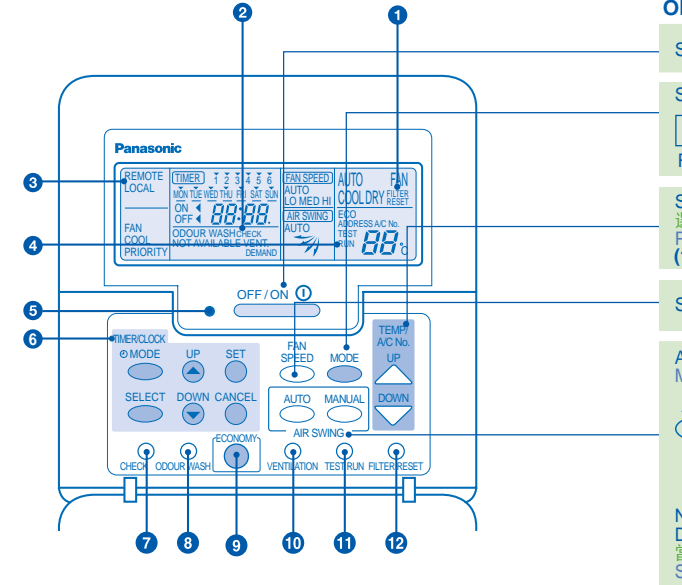 2
1
Panasonic
REMOTE
LOCAL
TIMER 1 2 3 4 5 6
MON TUE WED THU FRI SAT SUN
ON
OFF 88:88.
ODOUR WASH CHECK
NOT AVAILABLE VENT.
DEMAND
FAN
COOL
PRIORITY
FAN SPEED
AUTO
LO MED HI
AIR SWING
AUTO
AUTO FAN
COOL DRY FILTER
RESET
ECO
ADDRESS A/C No.
TEST
RUN 88 °C
3
4
OFF/ON
5
6
TIMER/CLOCK
MODE UP SET
SELECT DOWN CANCEL
FAN
SPEED
MODE
TEMP/
A/C No.
UP
DOWN
AUTO MANUAL
AIR SWING
ECONOMY
CHECK ODOUR WASH
VENTILATION TEST RUN FILTER RESET
7 8 9 10 11 12